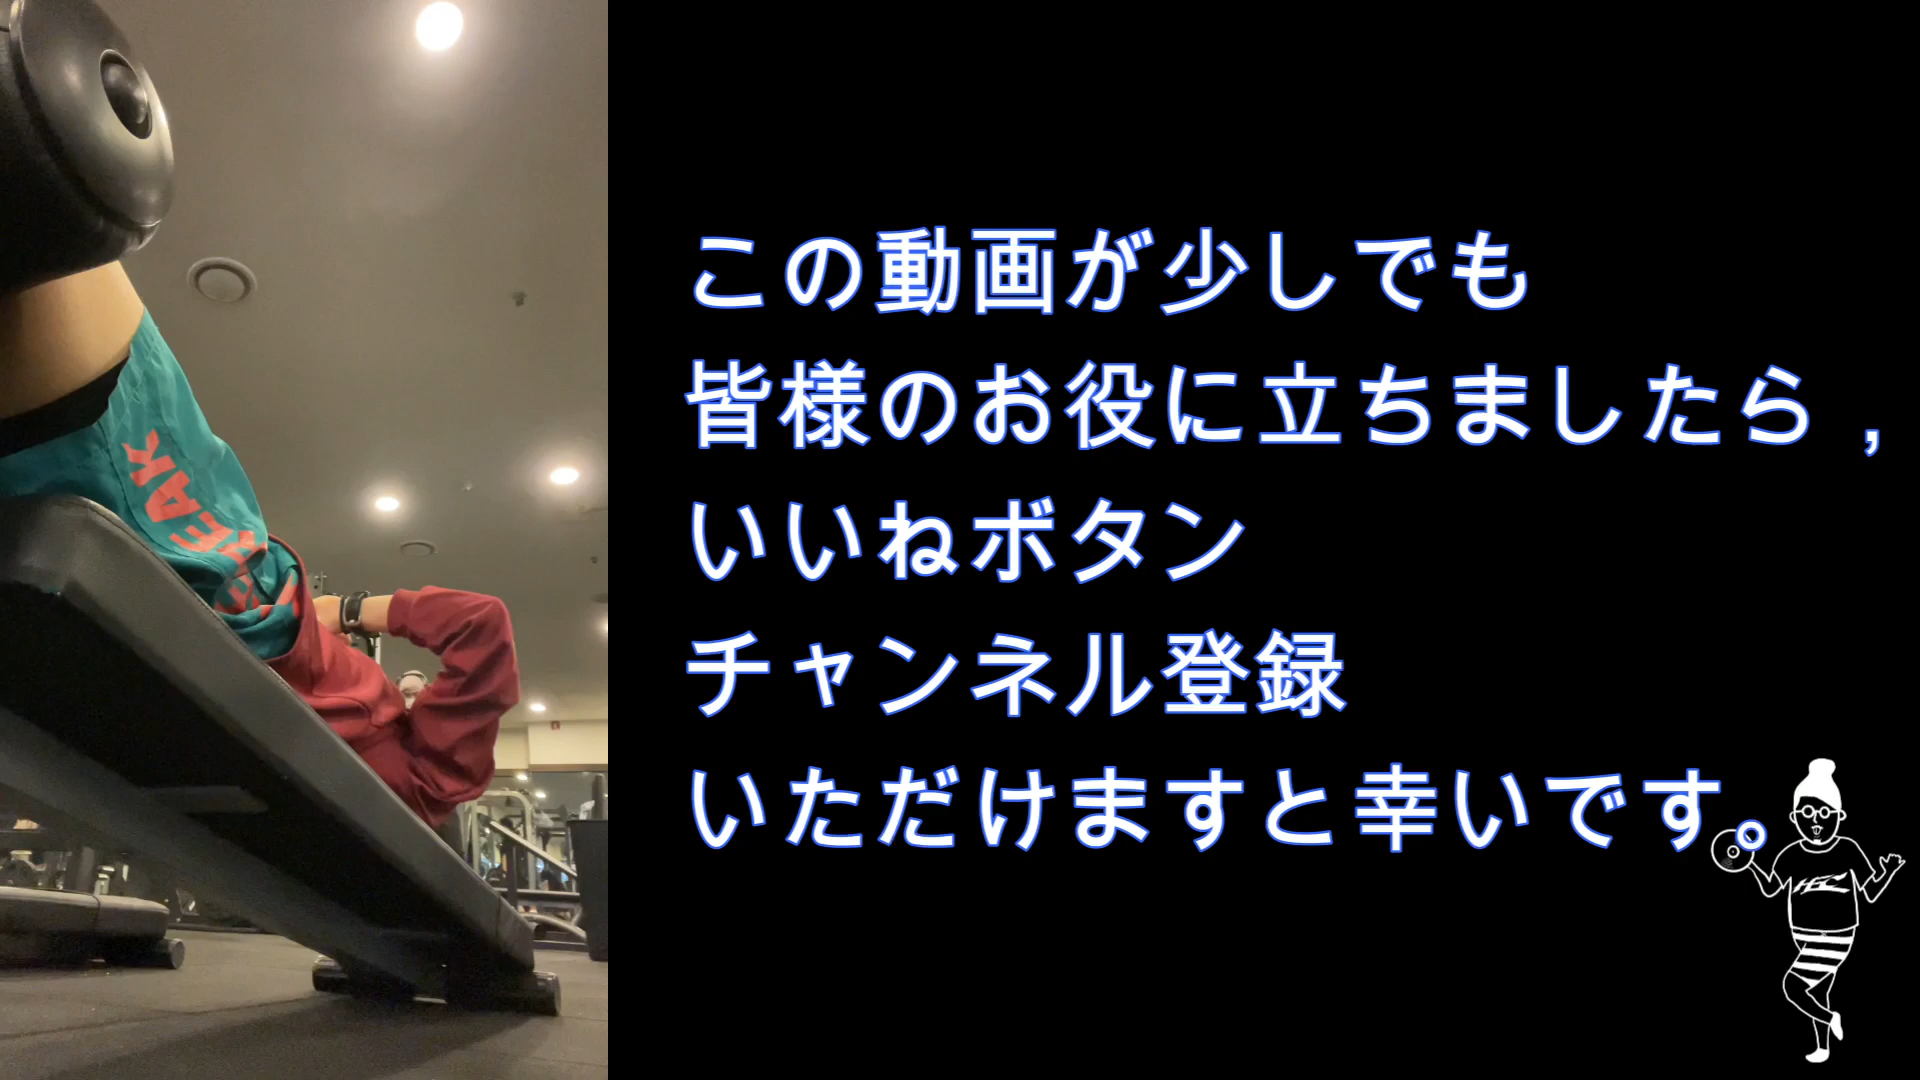 この動画が少しでも
皆様のお役に立ちましたら ,
いいねボタン
チャンネル登録
いただけますと幸いです。
HFC